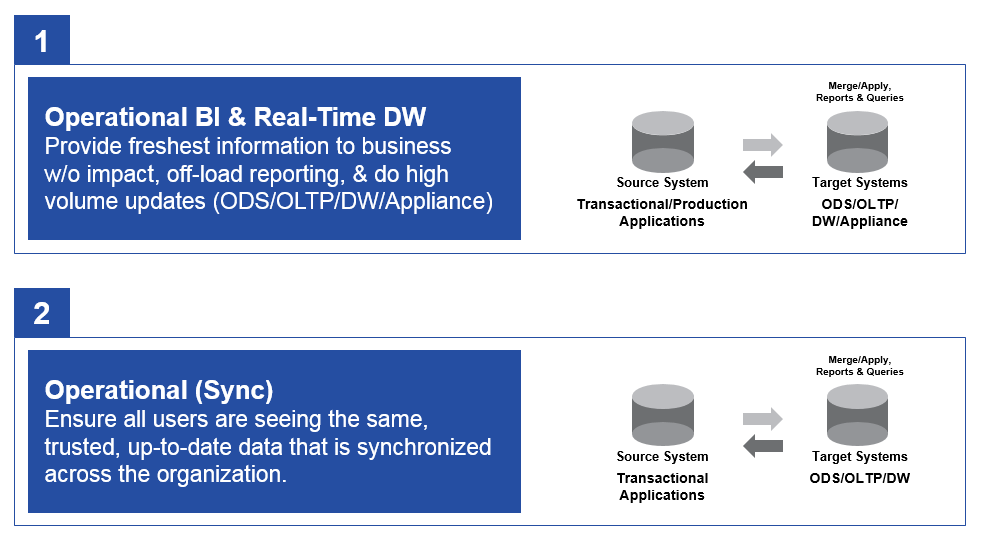 1
Operational BI & Real-Time DW
Provide freshest information to business
w/o impact, off-load reporting, & do high
volume updates (ODS/OLTP/DW/Appliance)
Merge/Apply,
Reports & Queries
Source System
Target Systems
Transactional/Production
Applications
ODS/OLTP/
DW/Appliance
2
Operational (Sync)
Ensure all users are seeing the same,
trusted, up-to-date data that is synchronized
across the organization.
Merge/Apply,
Reports & Queries
Source System
Target Systems
Transactional
Applications
ODS/OLTP/DW